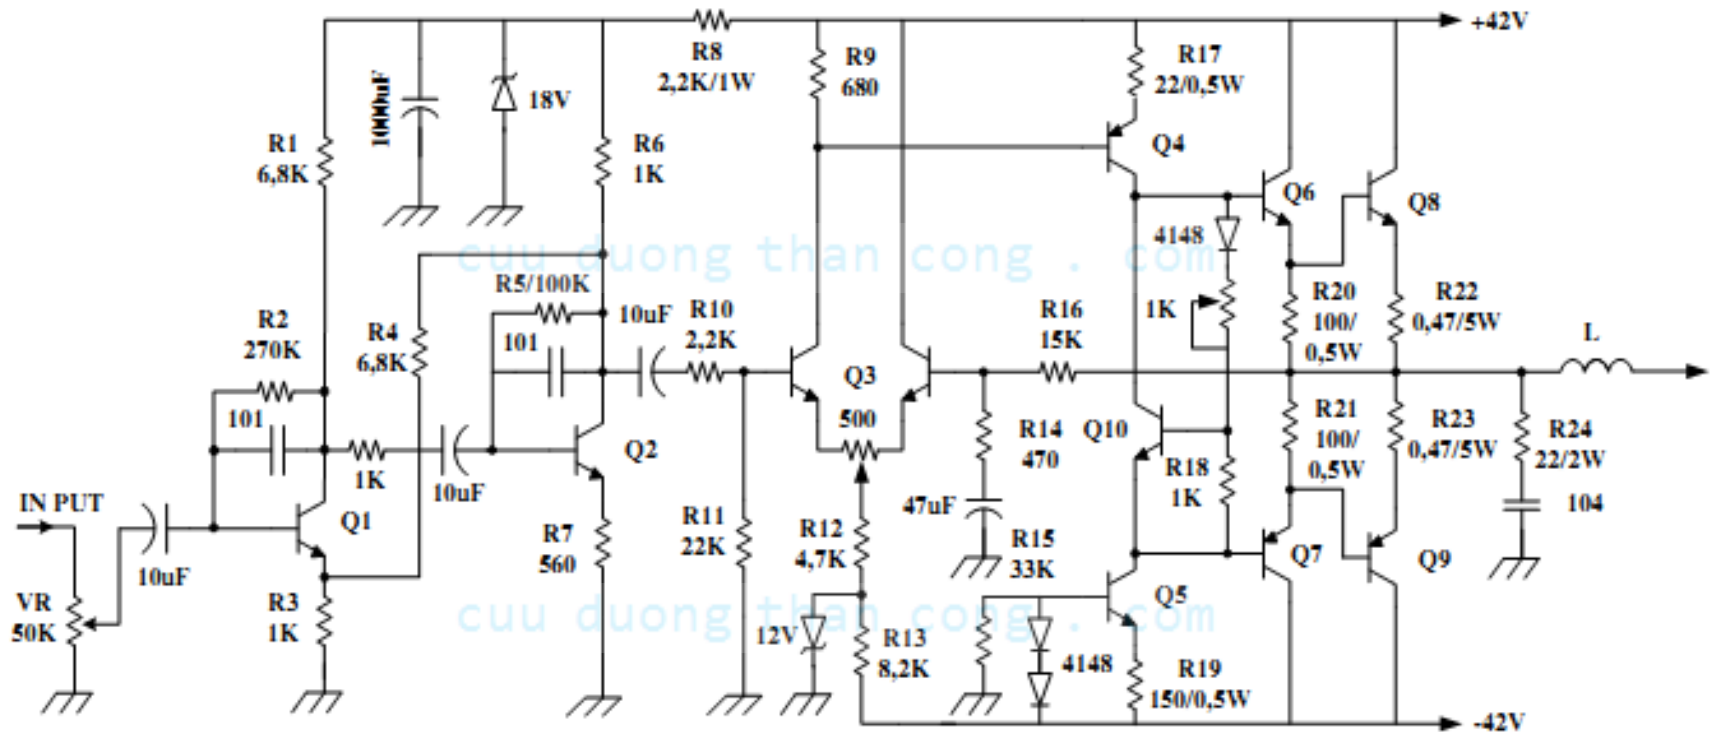 +42V
R8
2,2K/1W
R9
680
R17
22/0,5W
1000uF
18V
R1
6,8K
R6
1K
Q4
Q6
Q8
cuu duong than cong . com
4148
R5/100K
R2
270K
R4
6,8K
101
10uF
R10
2,2K
R16
15K
1K
R20
100/
0,5W
R22
0,47/5W
L
Q3
500
101
1K
10uF
Q2
R14
470
Q10
R18
1K
R21
100/
0,5W
R23
0,47/5W
R24
22/2W
IN PUT
Q1
10uF
R7
560
R11
22K
R12
4,7K
47uF
R15
33K
Q7
Q9
104
VR
50K
R3
1K
cuu duong than cong . com
12V
R13
8,2K
4148
Q5
R19
150/0,5W
-42V